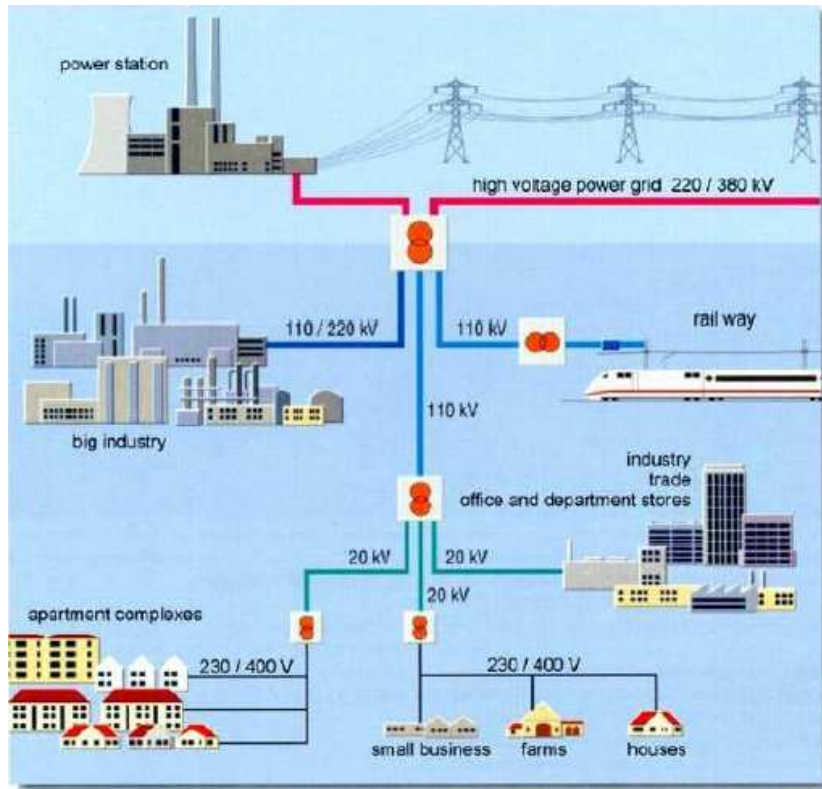 power station
high voltage power grid 220 / 380 kV
110 / 220 kV
110 kV
rail way
110 kV
big industry
industry
trade
office and department stores
20 kV
20 kV
20 kV
apartment complexes
230 / 400 V
230 / 400 V
small business
farms
houses